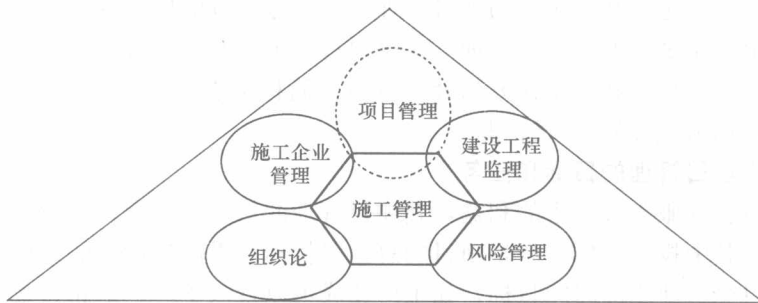 项目管理
施工企业
管理
建设工程
监理
施工管理
组织论
风险管理